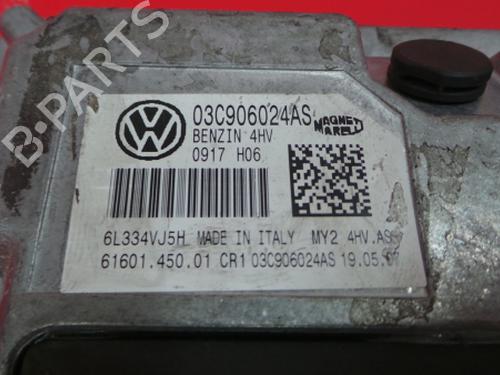 03C906024AS
BENZIN 4HV
0917 H06
MAGNETI
MARELLI
6L334VJ5H MADE IN ITALY MY2 4HV.AS
61601.450.01 CR1 03C906024AS 19.05.07
B-PARTS